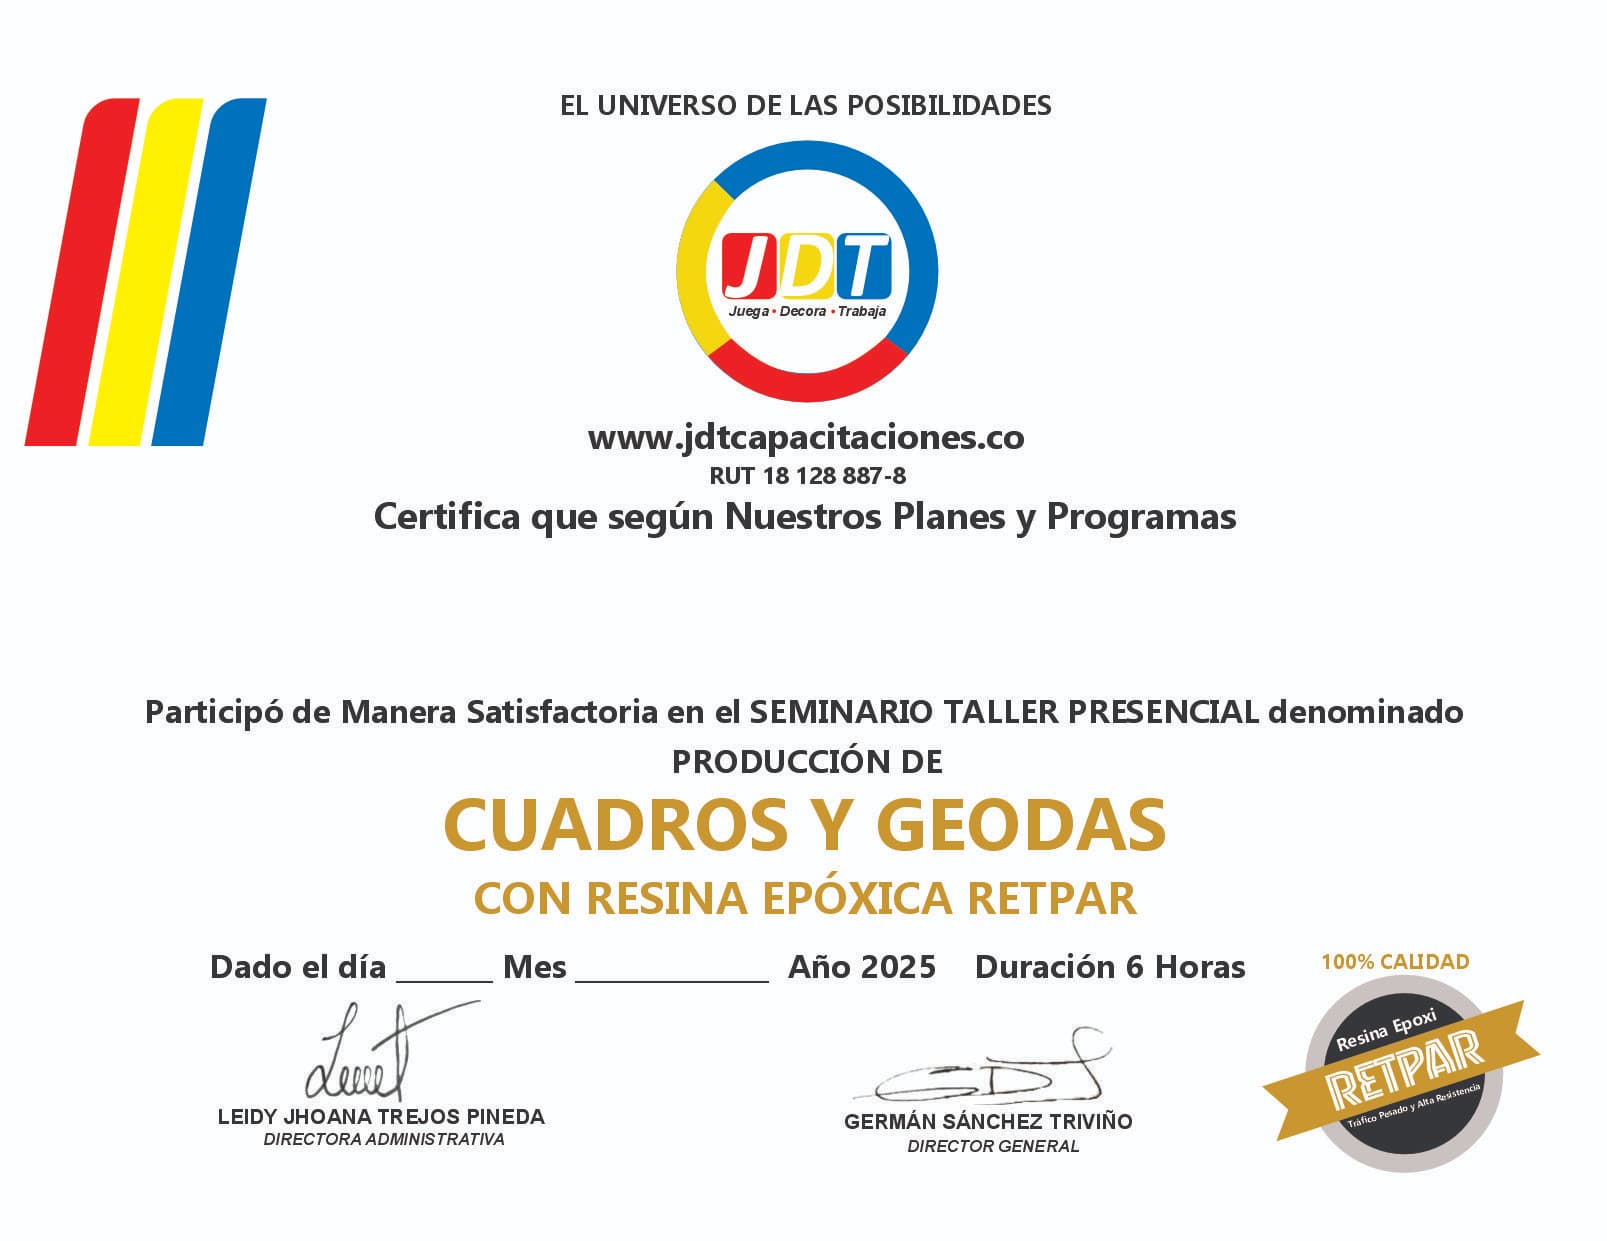 EL UNIVERSO DE LAS POSIBILIDADES
JDT
Juega • Decora • Trabaja
www.jdtcapacitaciones.co
RUT 18 128 887-8
Certifica que según Nuestros Planes y Programas
Participó de Manera Satisfactoria en el SEMINARIO TALLER PRESENCIAL denominado
PRODUCCIÓN DE
CUADROS Y GEODAS
CON RESINA EPÓXICA RETPAR
Dado el día ______ Mes ____________ Año 2025 Duración 6 Horas
LEIDY JHOANA TREJOS PINEDA
DIRECTORA ADMINISTRATIVA
GERMÁN SÁNCHEZ TRIVIÑO
DIRECTOR GENERAL
100% CALIDAD
Resina Epoxi
RETPAR
Tráfico Pesado y Alta Resistencia